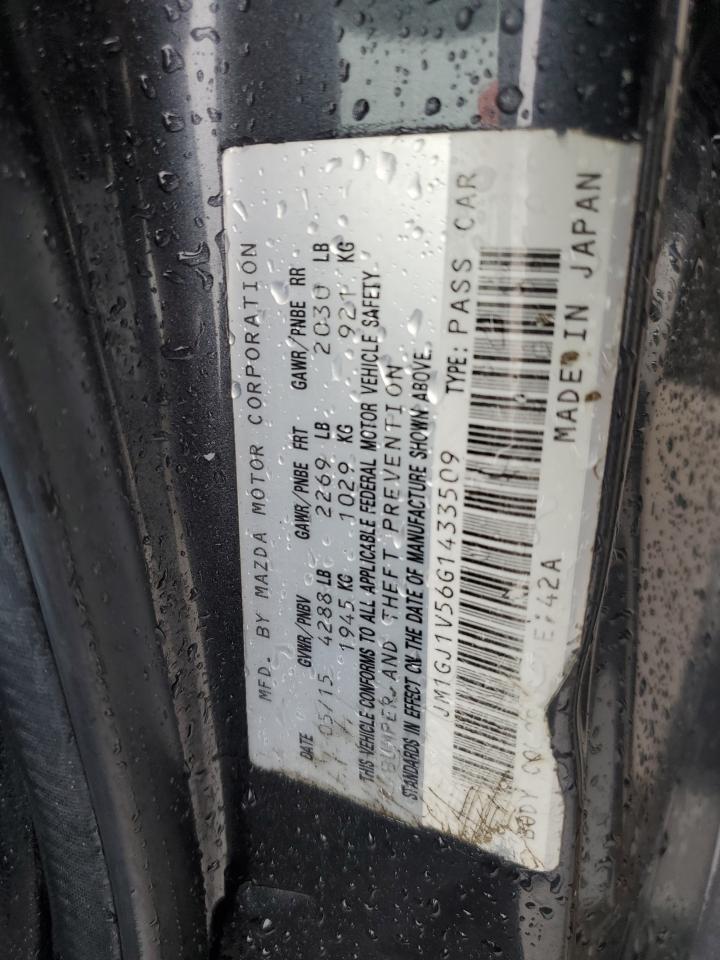 MFD. BY MAZDA MOTOR CORPORATION
DATE GVWR/PNBV GAWR/PNBE FRT GAWR/PNBE RR
05/15 4288 LB 2269 LB 2030 LB
1945 KG 1029 KG 921 KG
THIS VEHICLE CONFORMS TO ALL APPLICABLE FEDERAL MOTOR VEHICLE SAFETY
BUMPER, AND THEFT PREVENTION
STANDARDS IN EFFECT ON THE DATE OF MANUFACTURE SHOWN ABOVE.
JM1GJ1V56G1433509 TYPE: PASS CAR
BODY 42A
MADE IN JAPAN